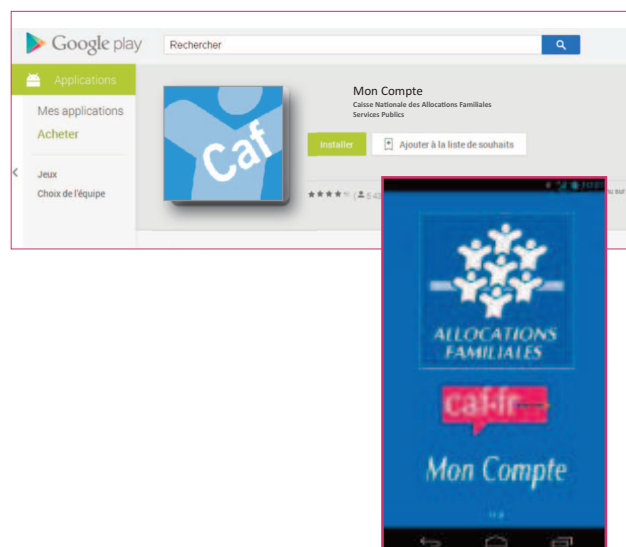 Google play
Rechercher
Applications
Mes applications
Acheter
Jeux
Choix de l'équipe
Caf
Mon Compte
Caisse Nationale des Allocations Familiales
Services Publics
Installer
Ajouter à la liste de souhaits
ALLOCATIONS
FAMILIALES
caf.fr
Mon Compte